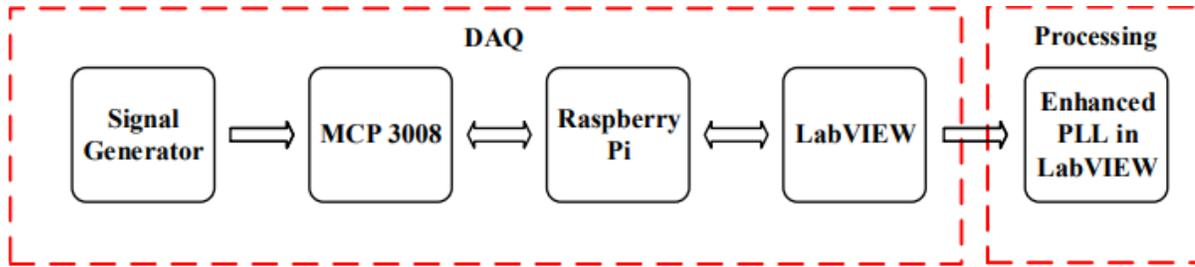 DAQ
Processing
Signal
Generator
MCP 3008
Raspberry
Pi
LabVIEW
Enhanced
PLL in
LabVIEW